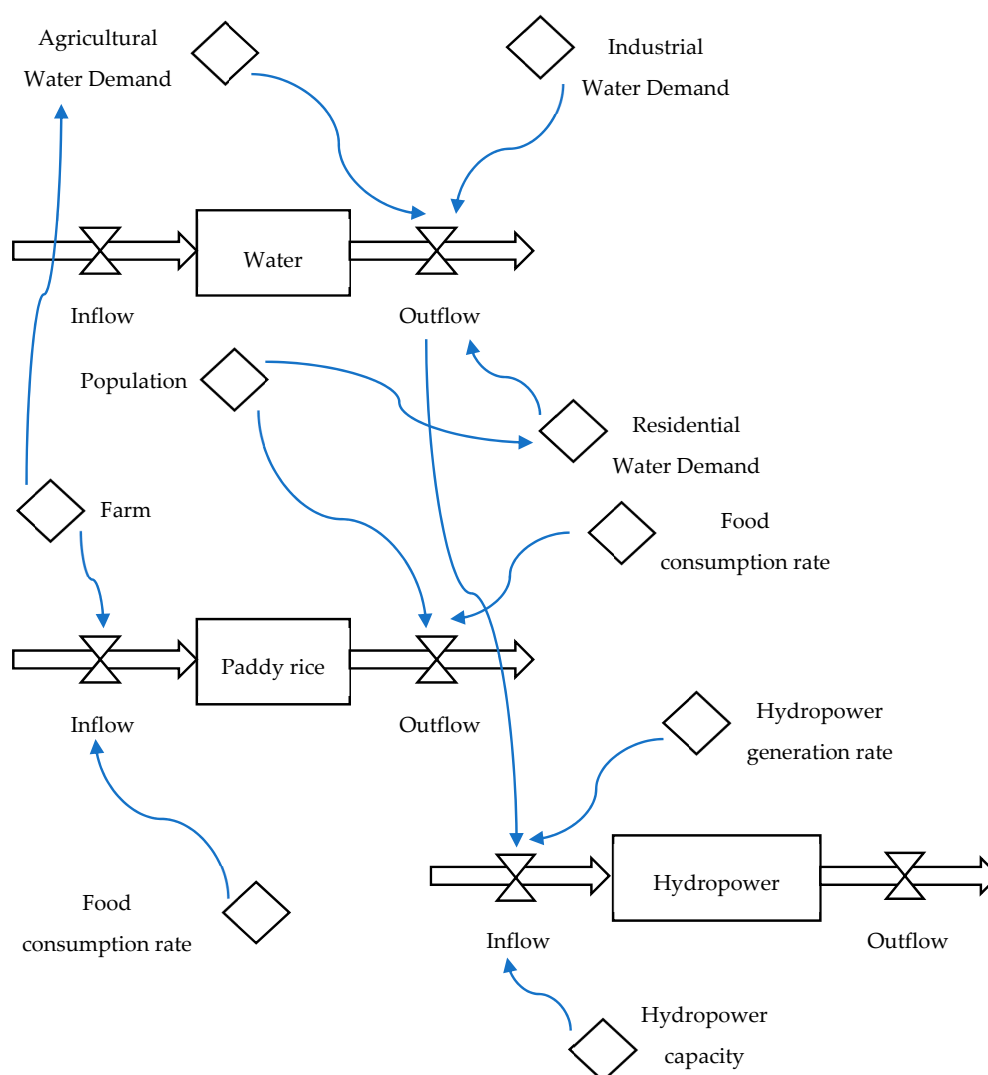 Agricultural
Water Demand
Industrial
Water Demand
Water
Inflow
Outflow
Population
Residential
Water Demand
Farm
Food
consumption rate
Paddy rice
Inflow
Outflow
Hydropower
generation rate
Hydropower
Food
consumption rate
Inflow
Outflow
Hydropower
capacity